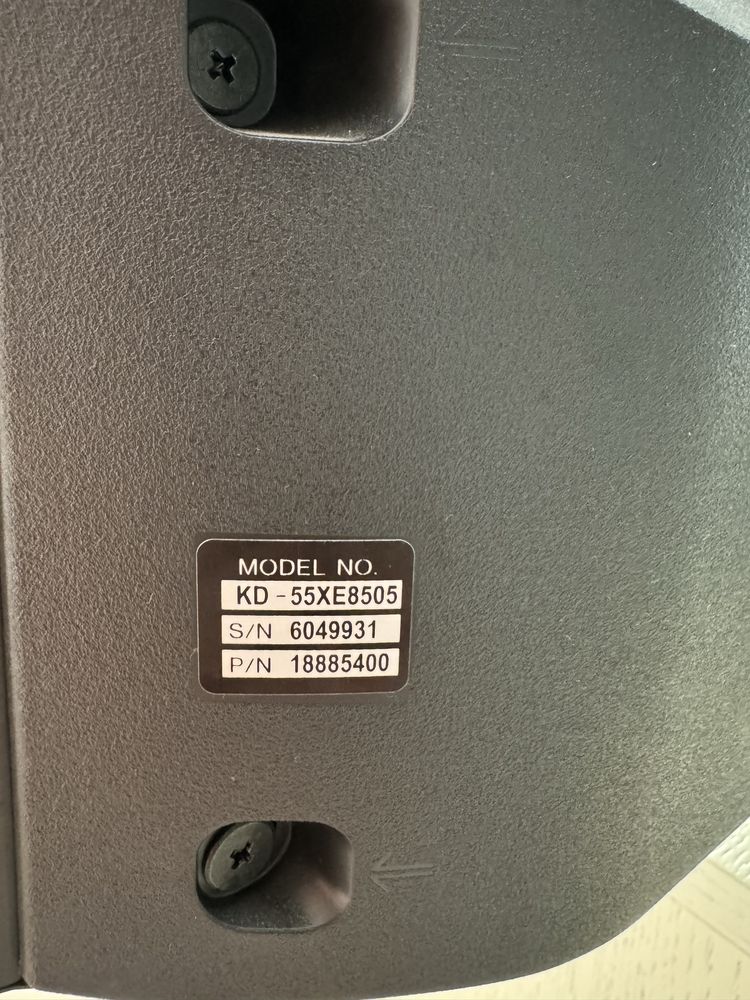 MODEL NO.
KD - 55XE8505
S/N 6049931
P/N 18885400